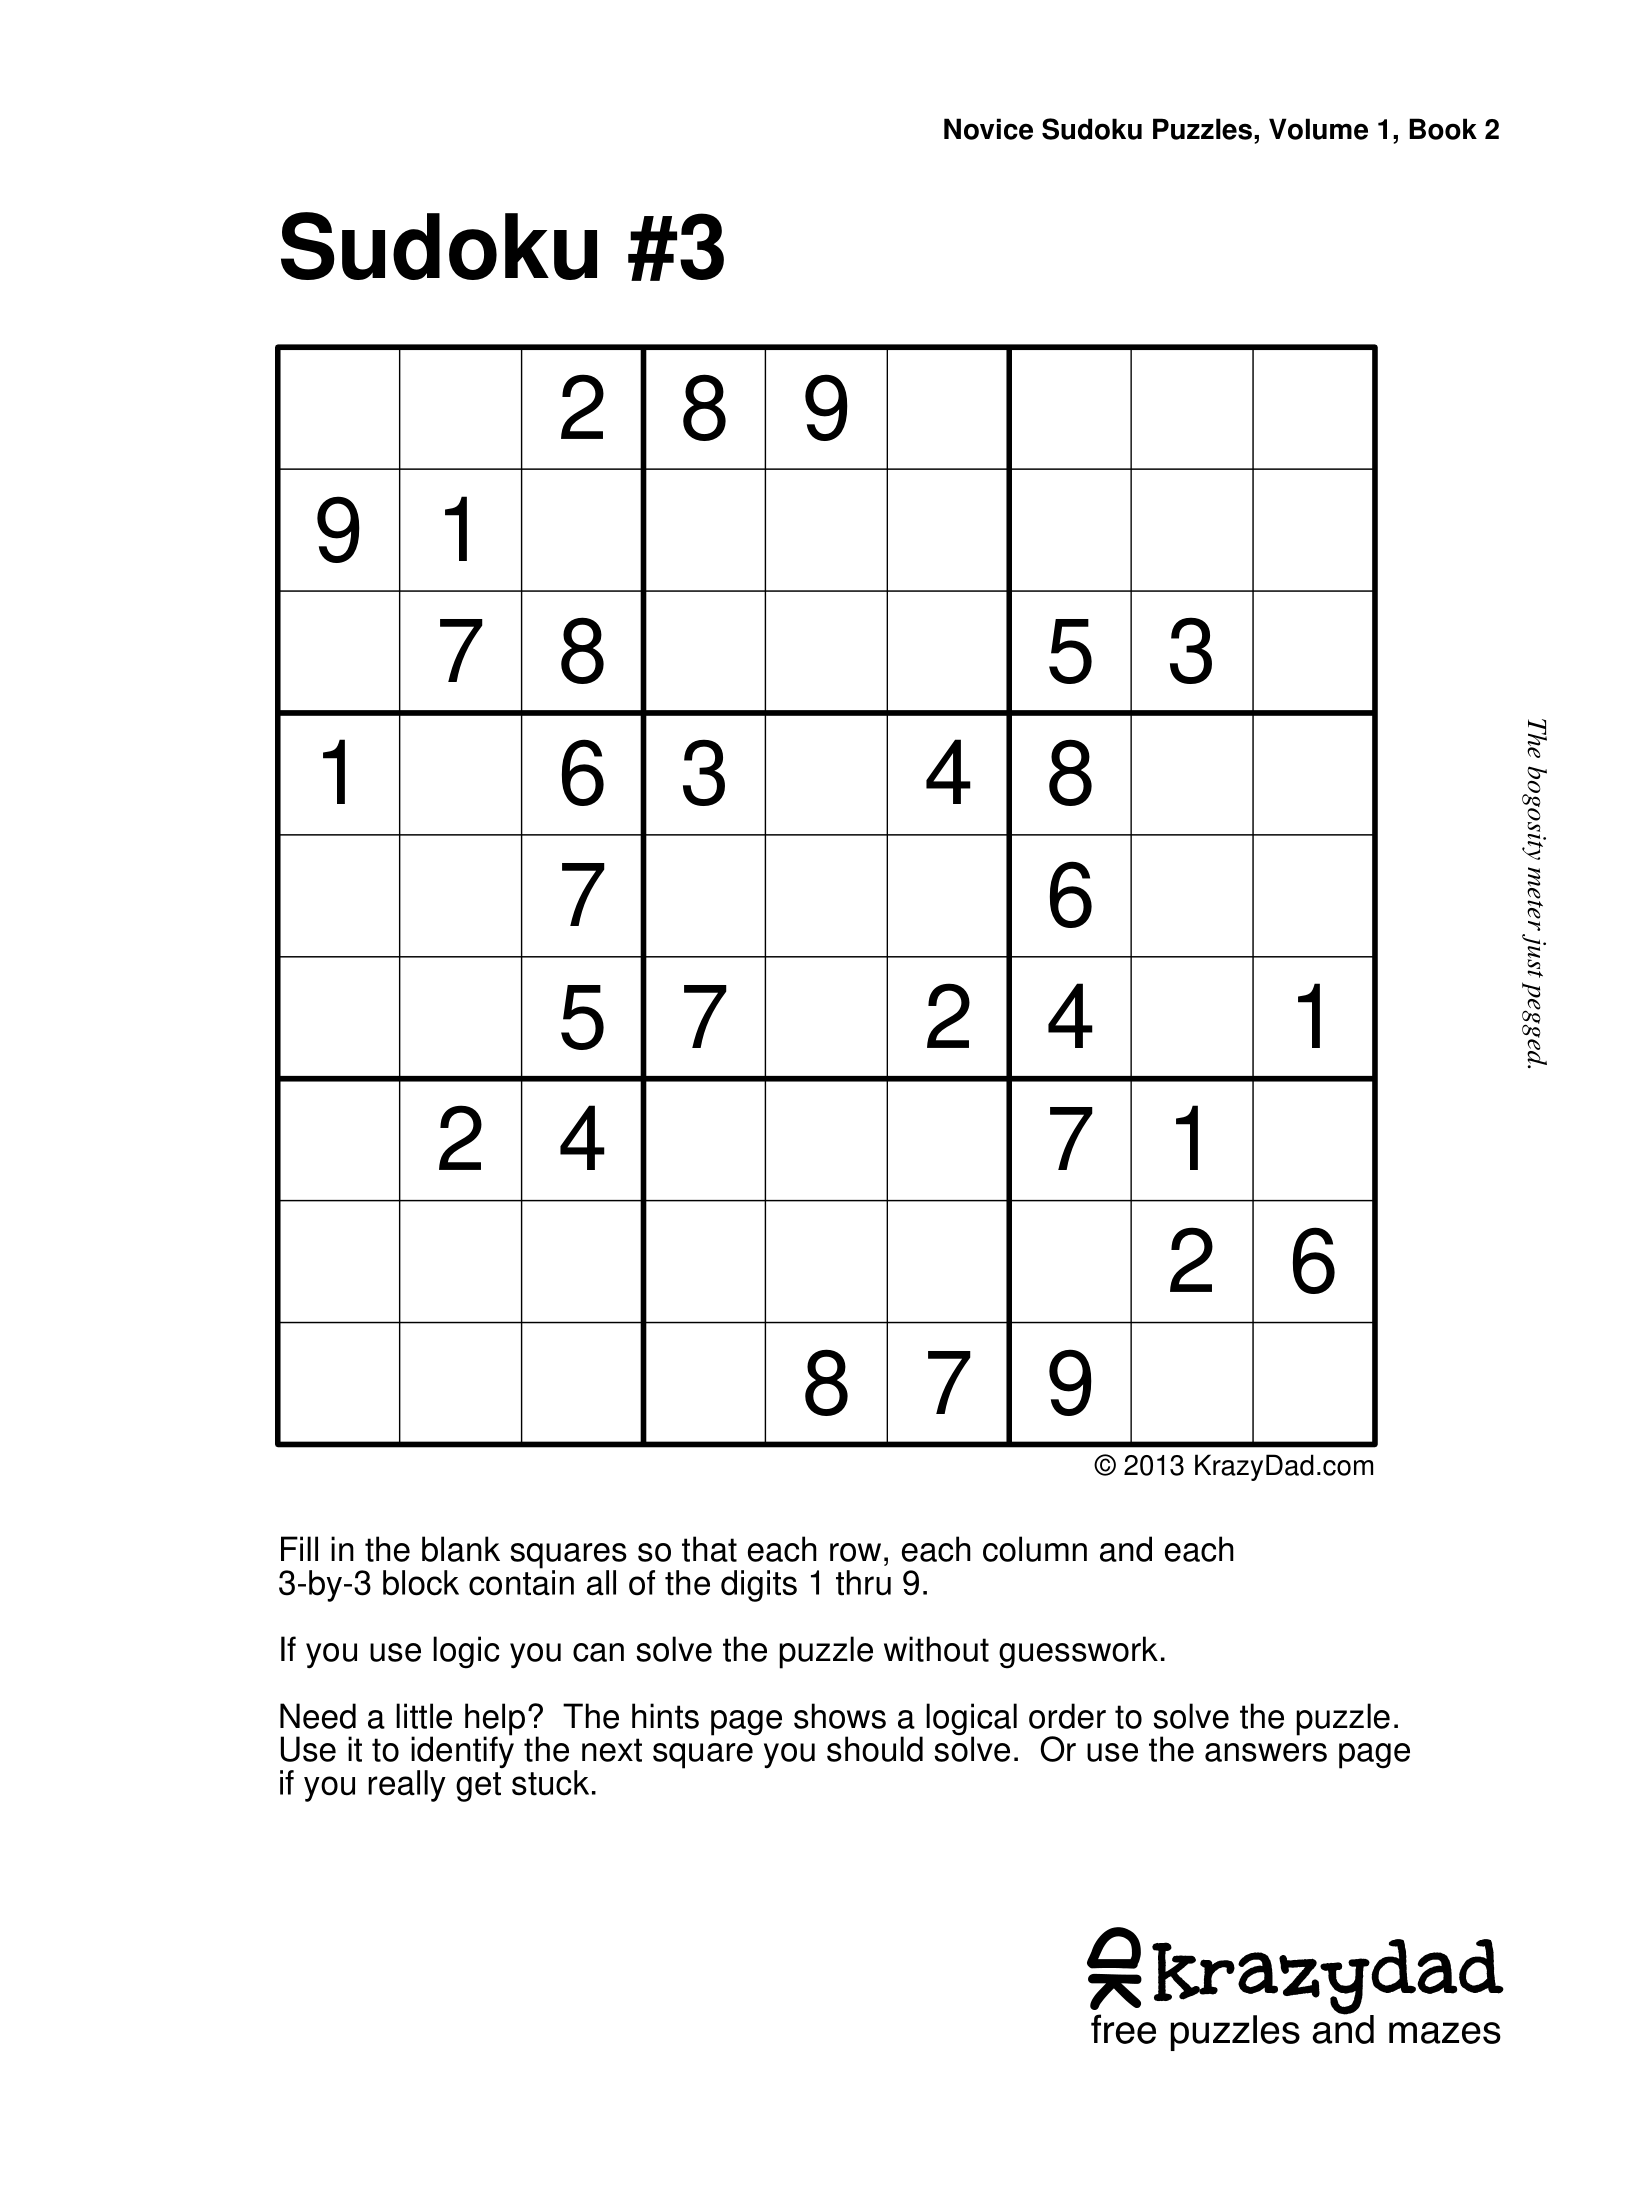 Novice Sudoku Puzzles, Volume 1, Book 2
Sudoku #3
2 8 9
9 1
7 8 5 3
1 6 3 4 8
7 6
5 7 2 4 1
2 4 7 1
2 6
8 7 9
The bogosity meter just pegged.
© 2013 KrazyDad.com
Fill in the blank squares so that each row, each column and each
3-by-3 block contain all of the digits 1 thru 9.
If you use logic you can solve the puzzle without guesswork.
Need a little help?  The hints page shows a logical order to solve the puzzle.
Use it to identify the next square you should solve.  Or use the answers page
if you really get stuck.
KD krazydad
free puzzles and mazes